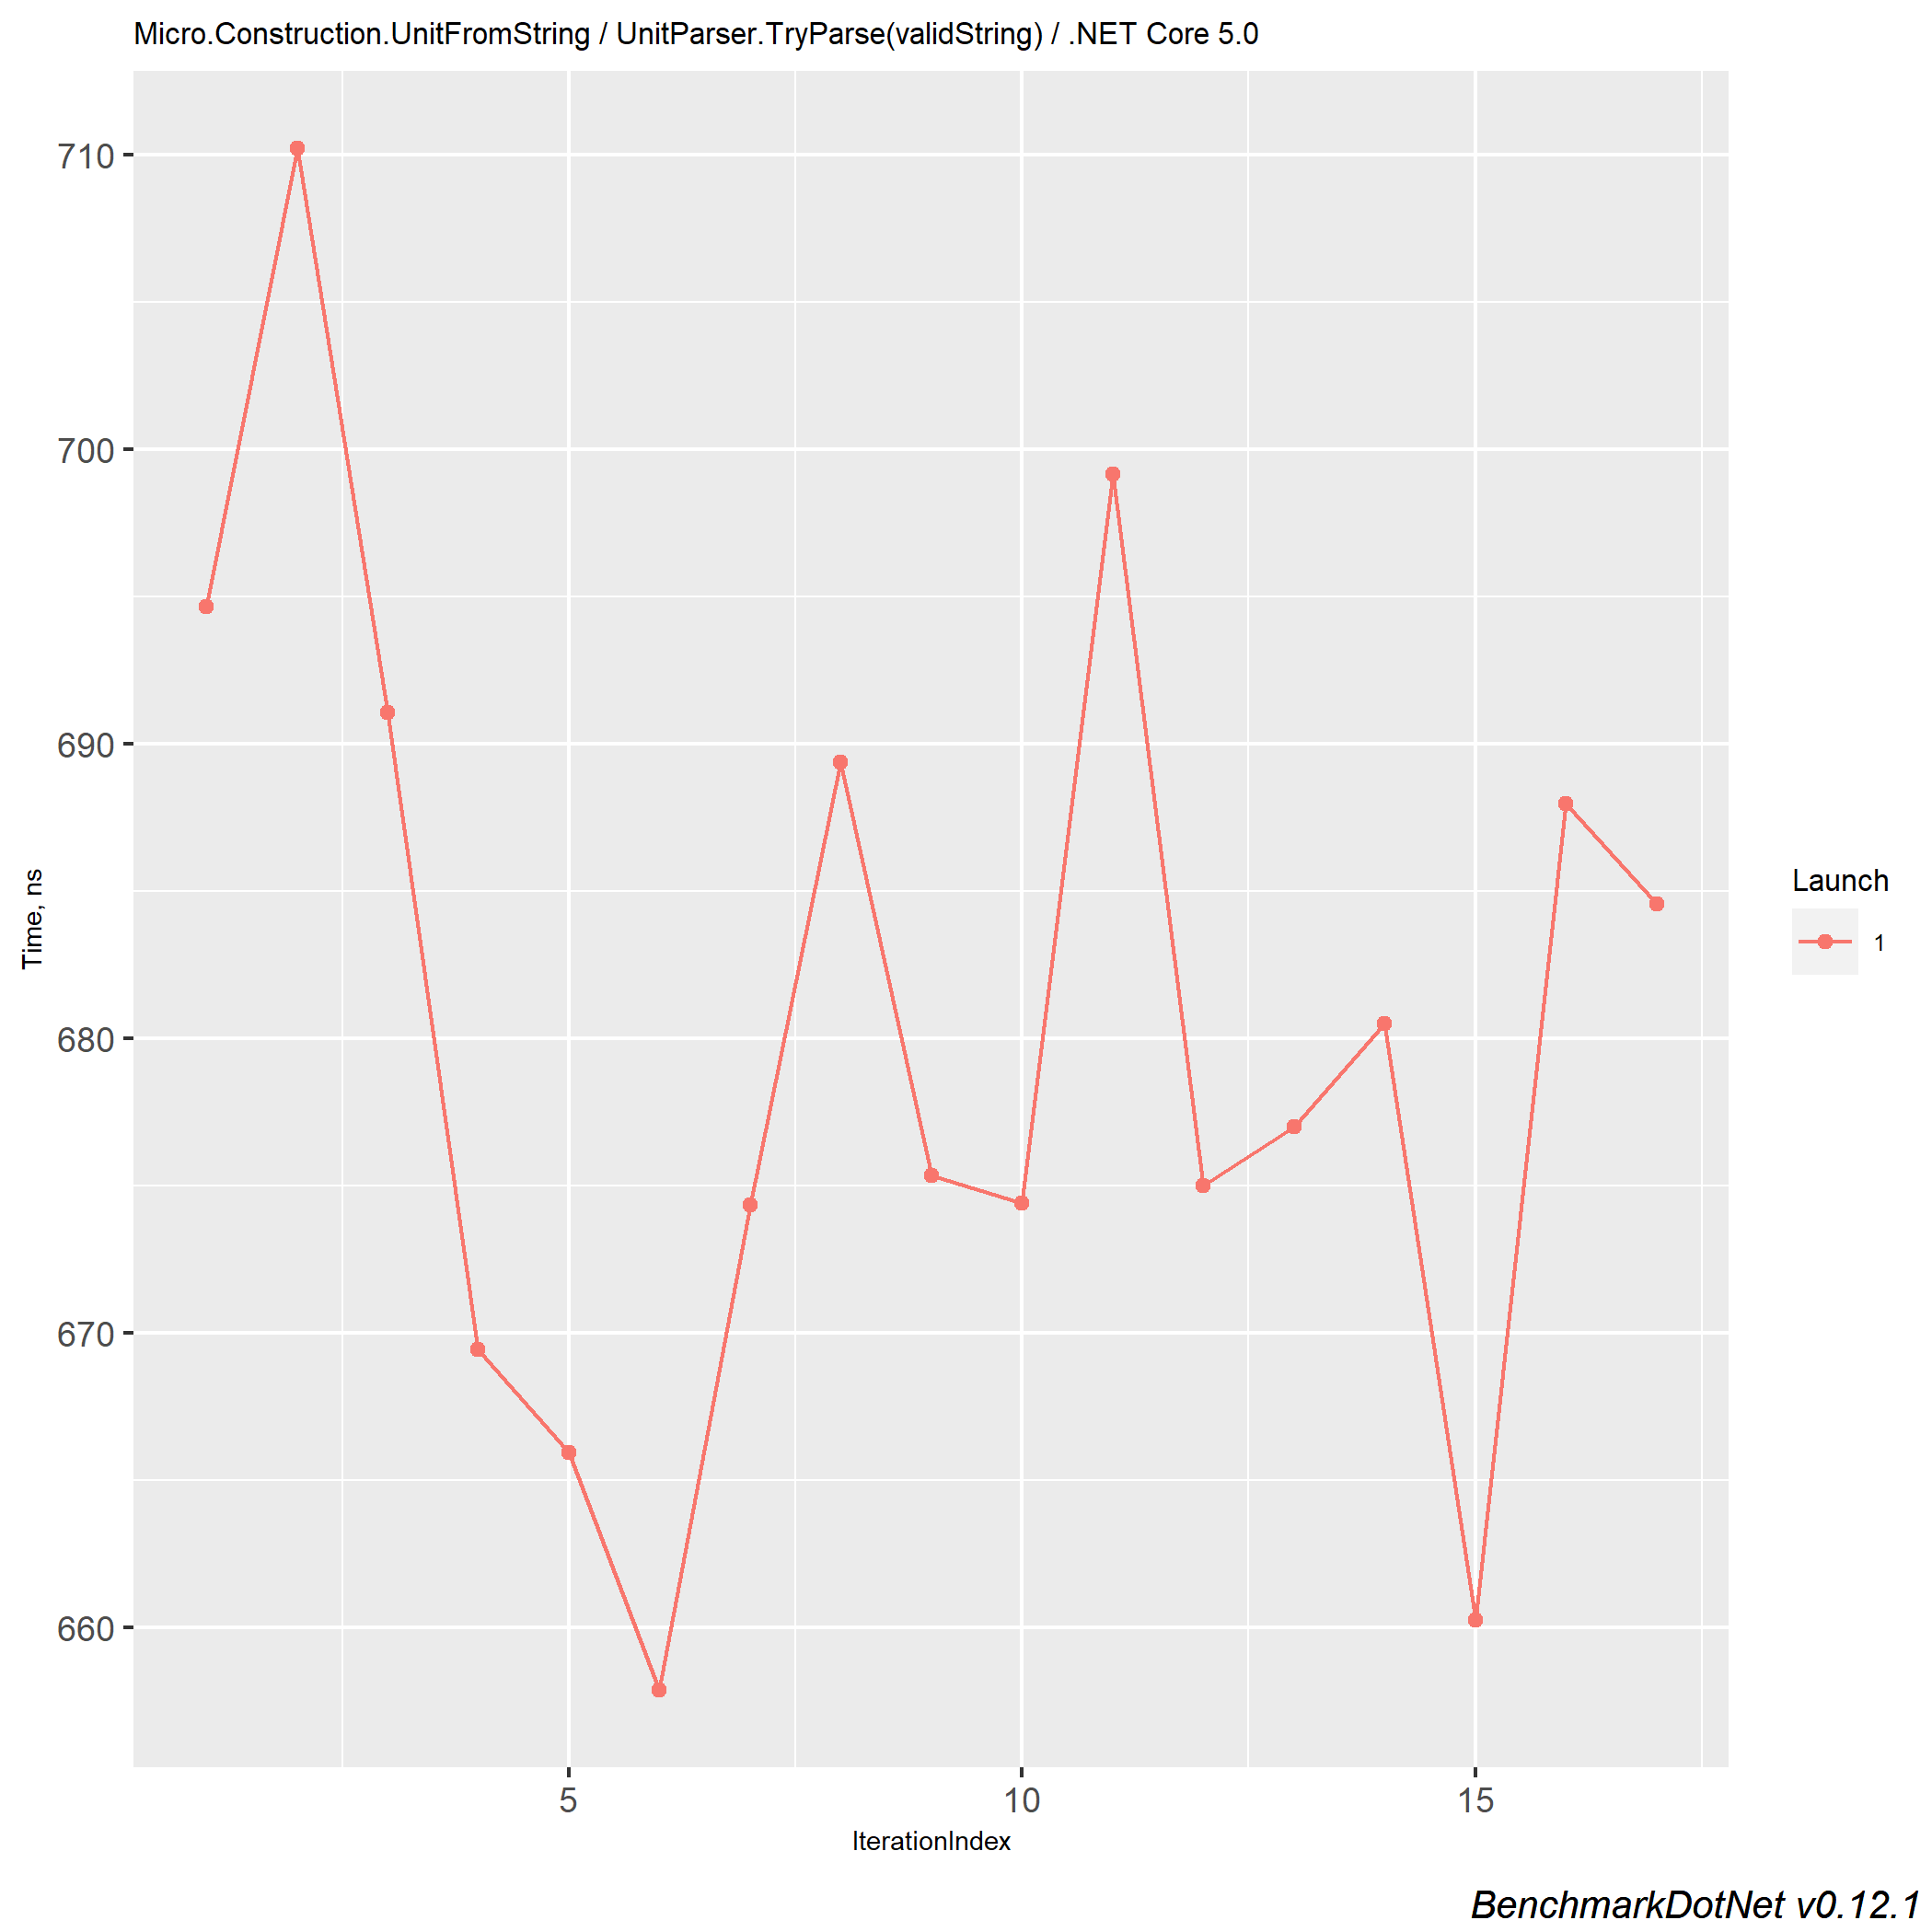 Micro.Construction.UnitFromString / UnitParser.TryParse(validString) / .NET Core 5.0
710
700
690
680
670
660
Time, ns
5 10 15
IterationIndex
Launch
1
BenchmarkDotNet v0.12.1